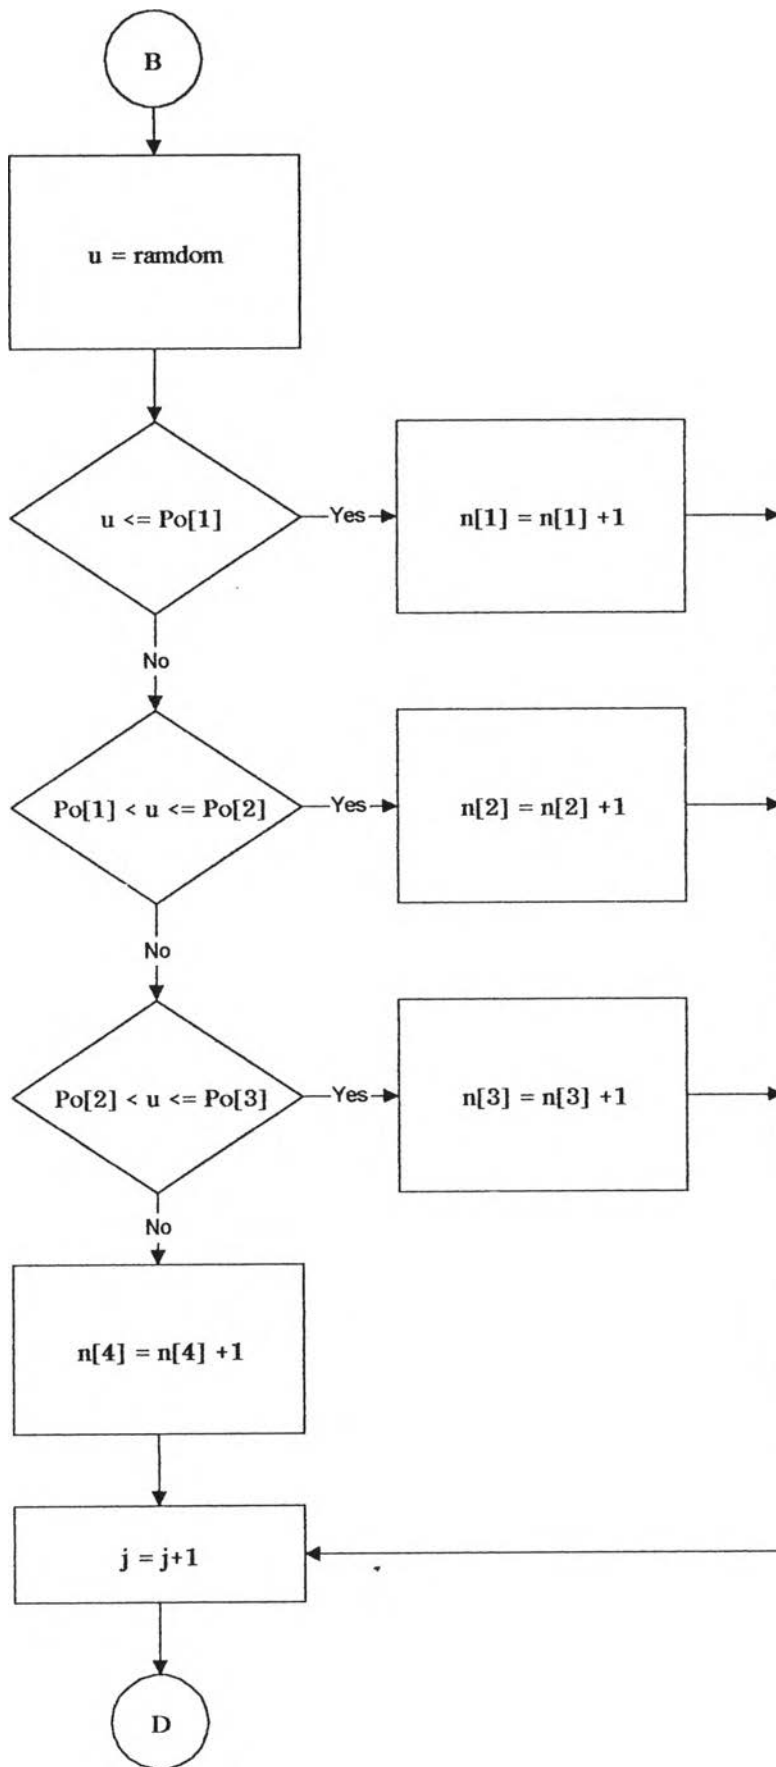 B
u = ramdom
u <= Po[1]
Yes
n[1] = n[1] +1
No
Po[1] < u <= Po[2]
Yes
n[2] = n[2] +1
No
Po[2] < u <= Po[3]
Yes
n[3] = n[3] +1
No
n[4] = n[4] +1
j = j+1
D